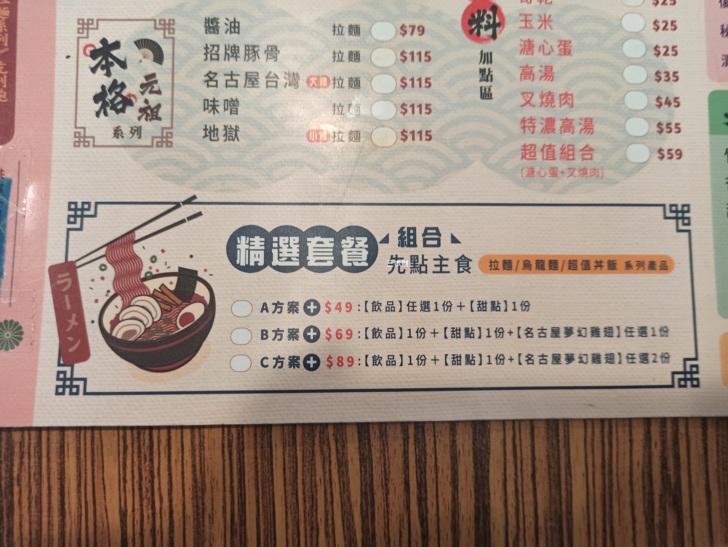 本格
元祖
系列
醬油 拉麵 $79
招牌豚骨 拉麵 $115
名古屋台灣 拉麵 $115
味噌 拉麵 $115
地獄 拉麵 $115
料
加點區
$25
玉米 $25
溏心蛋 $25
高湯 $35
叉燒肉 $45
特濃高湯 $55
超值組合 $59
(溏心蛋+叉燒肉)
精選套餐 組合
先點主食 拉麵/烏龍麵/超值丼飯 系列產品
A方案+$49:【飲品】任選1份+【甜點】1份
B方案+$69:【飲品】1份+【甜點】1份+【名古屋夢幻雞翅】任選1份
C方案+$89:【飲品】1份+【甜點】1份+【名古屋夢幻雞翅】任選2份
ラーメン